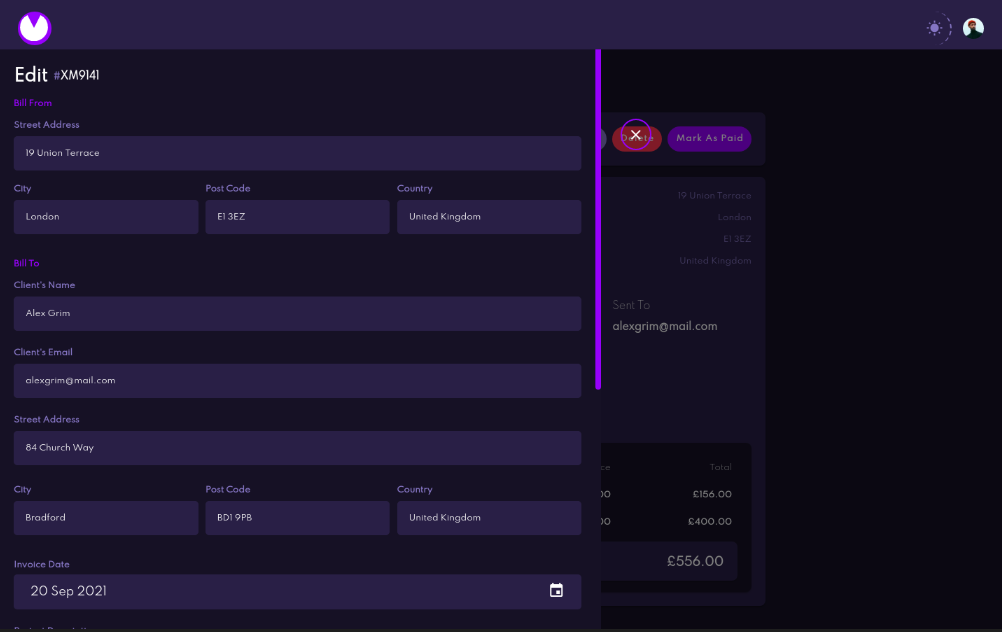 Edit #XM9141
Bill From
Street Address
19 Union Terrace
City Post Code Country
London E1 3EZ United Kingdom
Bill To
Client's Name
Alex Grim
Client's Email
alexgrim@mail.com
Street Address
84 Church Way
City Post Code Country
Bradford BD1 9PB United Kingdom
Invoice Date
20 Sep 2021
Delete Mark As Paid
19 Union Terrace
London
E1 3EZ
United Kingdom
Sent To
alexgrim@mail.com
ce Total
00 £156.00
00 £400.00
£556.00